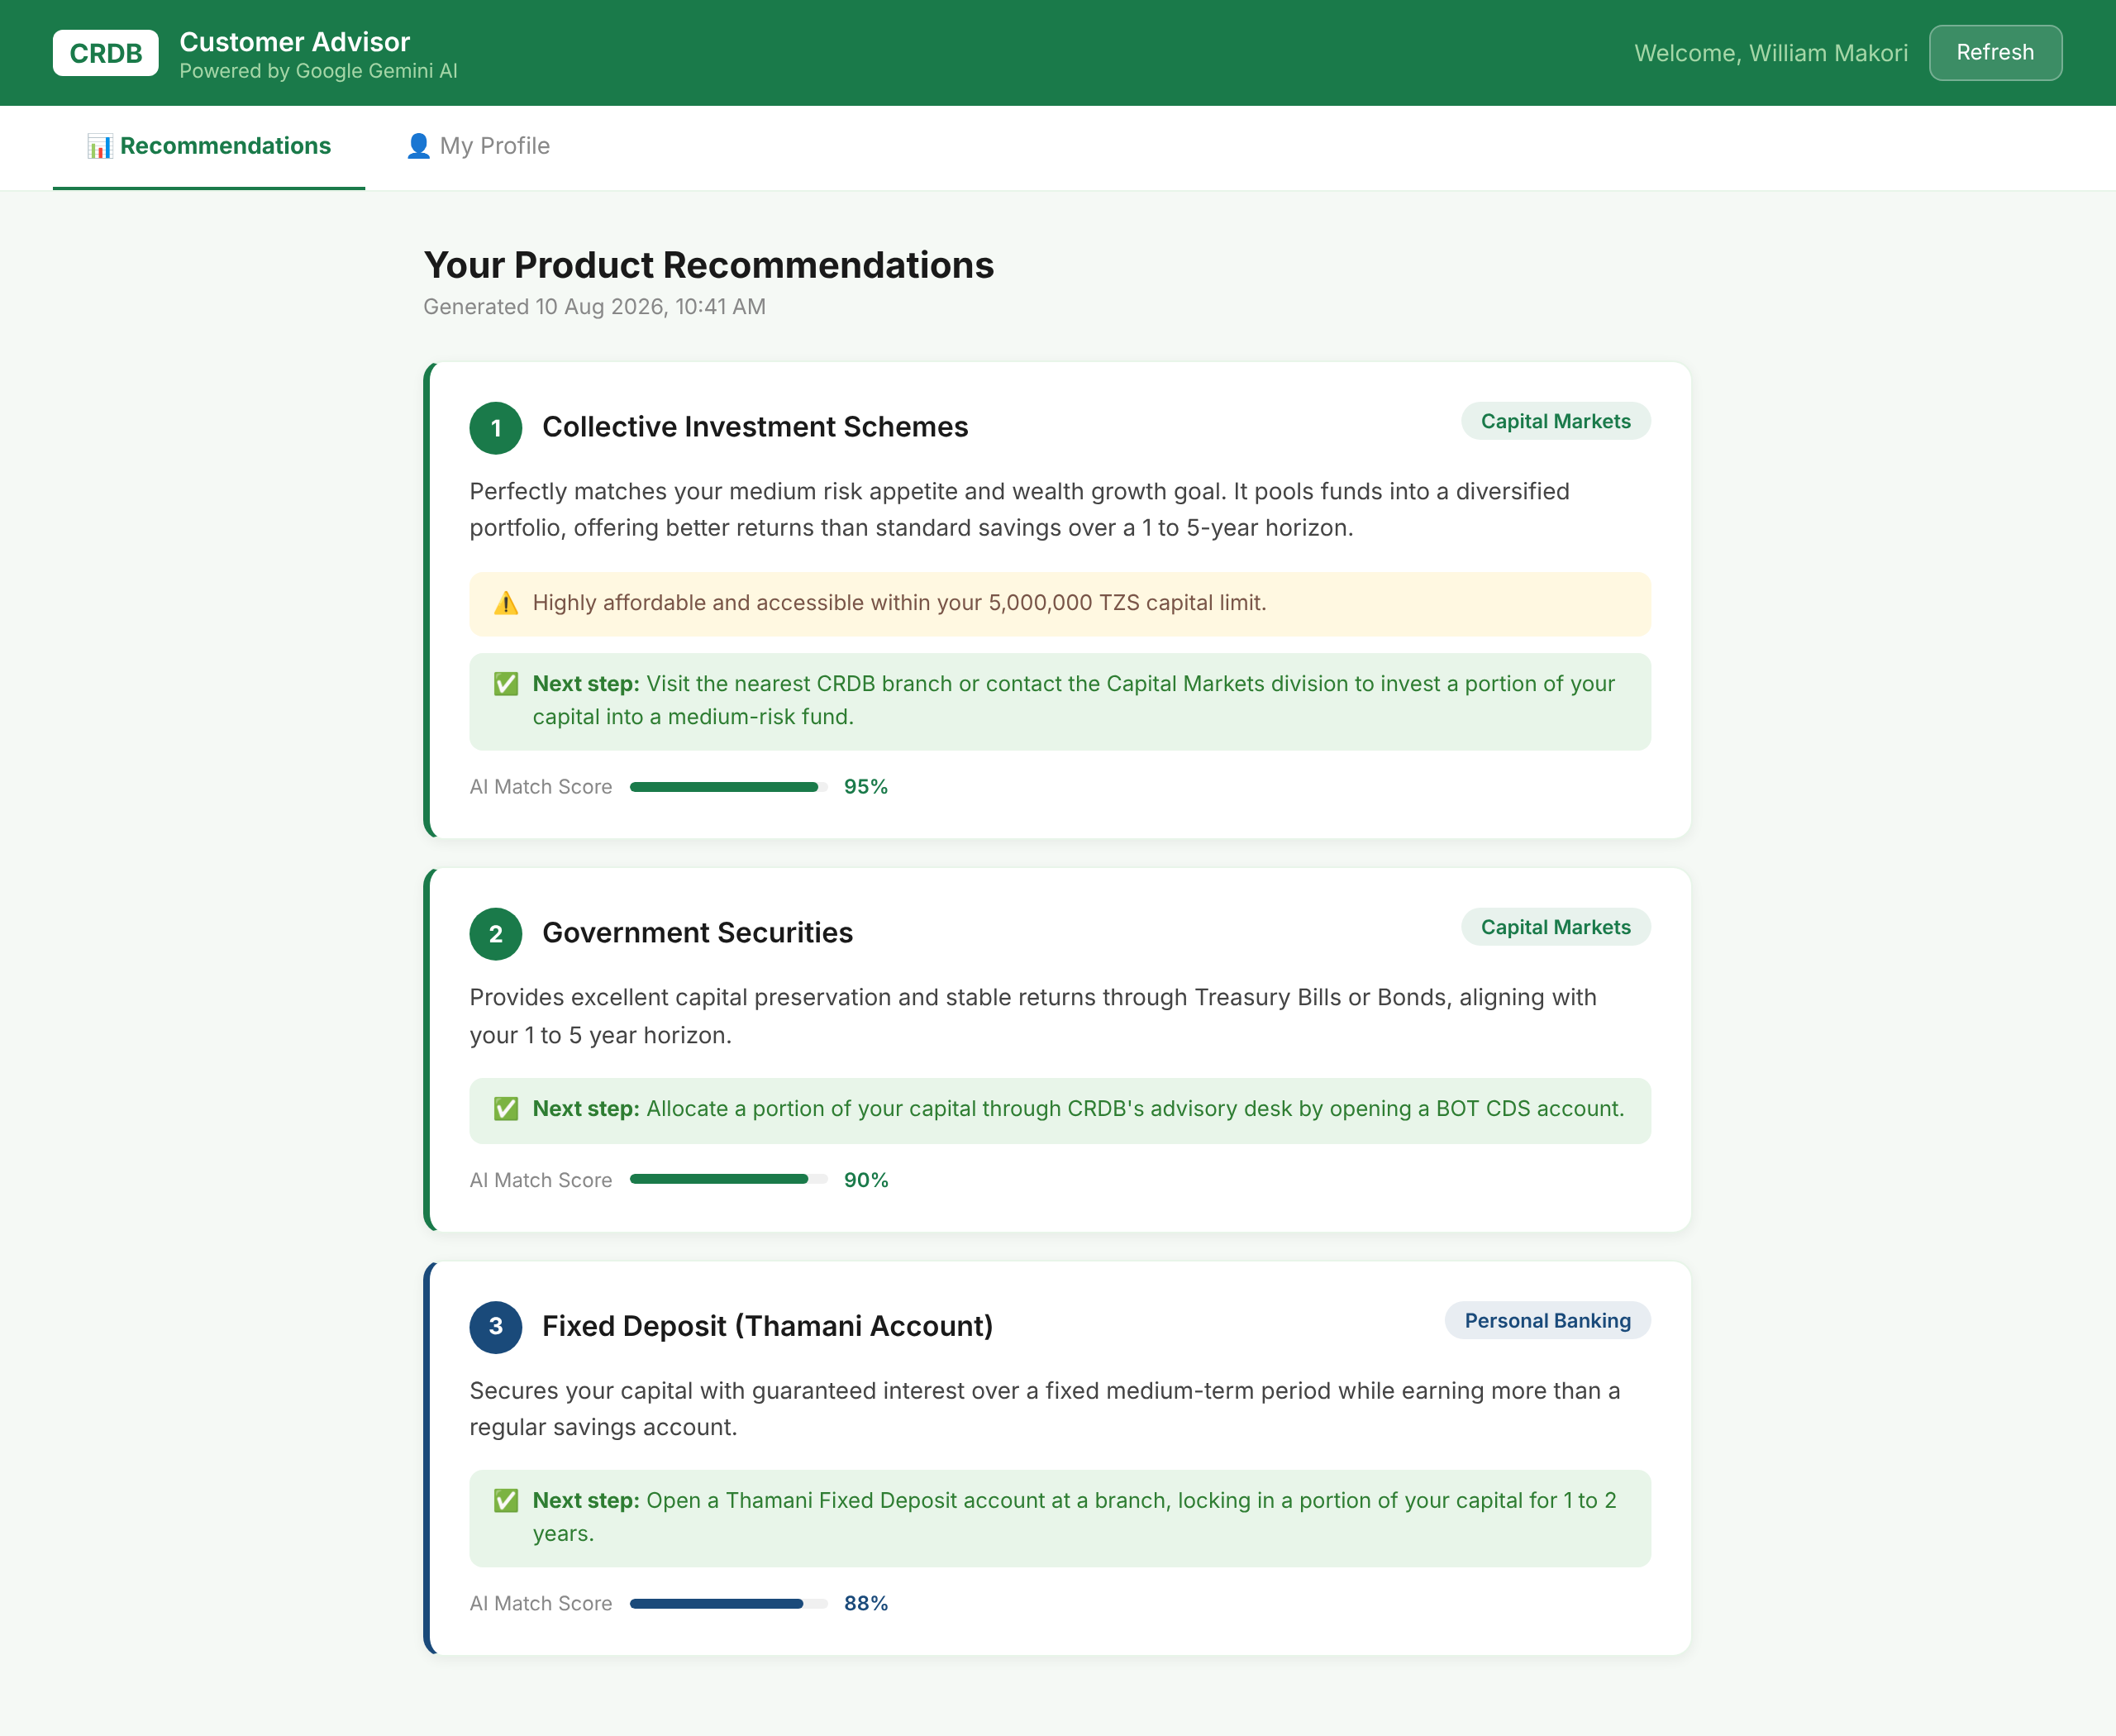 CRDB
Customer Advisor
Powered by Google Gemini AI
Welcome, William Makori
Refresh
📊 Recommendations
👤 My Profile
Your Product Recommendations
Generated 10 Aug 2026, 10:41 AM
1
Collective Investment Schemes
Capital Markets
Perfectly matches your medium risk appetite and wealth growth goal. It pools funds into a diversified
portfolio, offering better returns than standard savings over a 1 to 5-year horizon.
⚠️ Highly affordable and accessible within your 5,000,000 TZS capital limit.
✅ Next step: Visit the nearest CRDB branch or contact the Capital Markets division to invest a portion of your
capital into a medium-risk fund.
AI Match Score 95%
2
Government Securities
Capital Markets
Provides excellent capital preservation and stable returns through Treasury Bills or Bonds, aligning with
your 1 to 5 year horizon.
✅ Next step: Allocate a portion of your capital through CRDB's advisory desk by opening a BOT CDS account.
AI Match Score 90%
3
Fixed Deposit (Thamani Account)
Personal Banking
Secures your capital with guaranteed interest over a fixed medium-term period while earning more than a
regular savings account.
✅ Next step: Open a Thamani Fixed Deposit account at a branch, locking in a portion of your capital for 1 to 2
years.
AI Match Score 88%